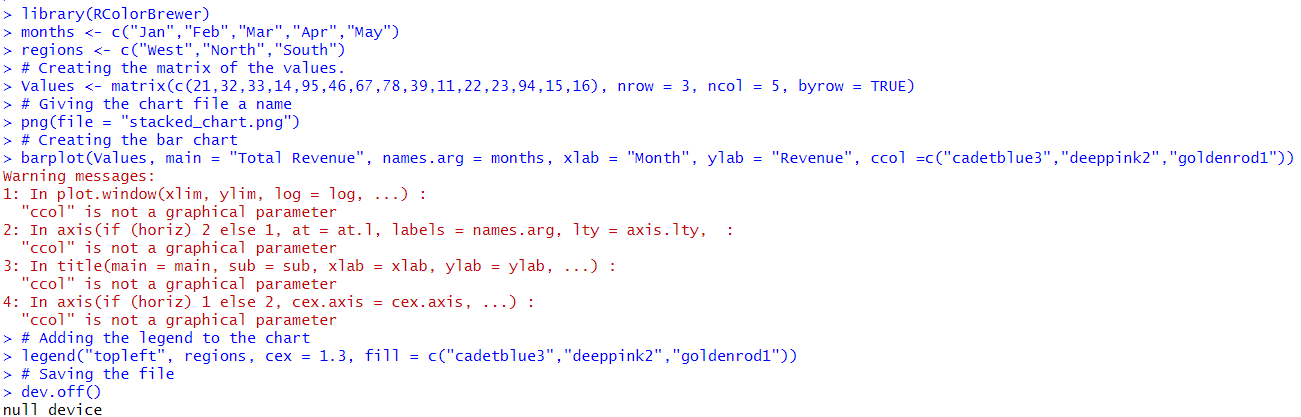 > library(RColorBrewer)
> months <- c("Jan","Feb","Mar","Apr","May")
> regions <- c("West","North","South")
> # Creating the matrix of the values.
> Values <- matrix(c(21,32,33,14,95,46,67,78,39,11,22,23,94,15,16), nrow = 3, ncol = 5, byrow = TRUE)
> # Giving the chart file a name
> png(file = "stacked_chart.png")
> # Creating the bar chart
> barplot(Values, main = "Total Revenue", names.arg = months, xlab = "Month", ylab = "Revenue", ccol =c("cadetblue3","deeppink2","goldenrod1"))
Warning messages:
1: In plot.window(xlim, ylim, log = log, ...) :
  "ccol" is not a graphical parameter
2: In axis(if (horiz) 2 else 1, at = at.l, labels = names.arg, lty = axis.lty,  :
  "ccol" is not a graphical parameter
3: In title(main = main, sub = sub, xlab = xlab, ylab = ylab, ...) :
  "ccol" is not a graphical parameter
4: In axis(if (horiz) 1 else 2, cex.axis = cex.axis, ...) :
  "ccol" is not a graphical parameter
> # Adding the legend to the chart
> legend("topleft", regions, cex = 1.3, fill = c("cadetblue3","deeppink2","goldenrod1"))
> # Saving the file
> dev.off()
null device